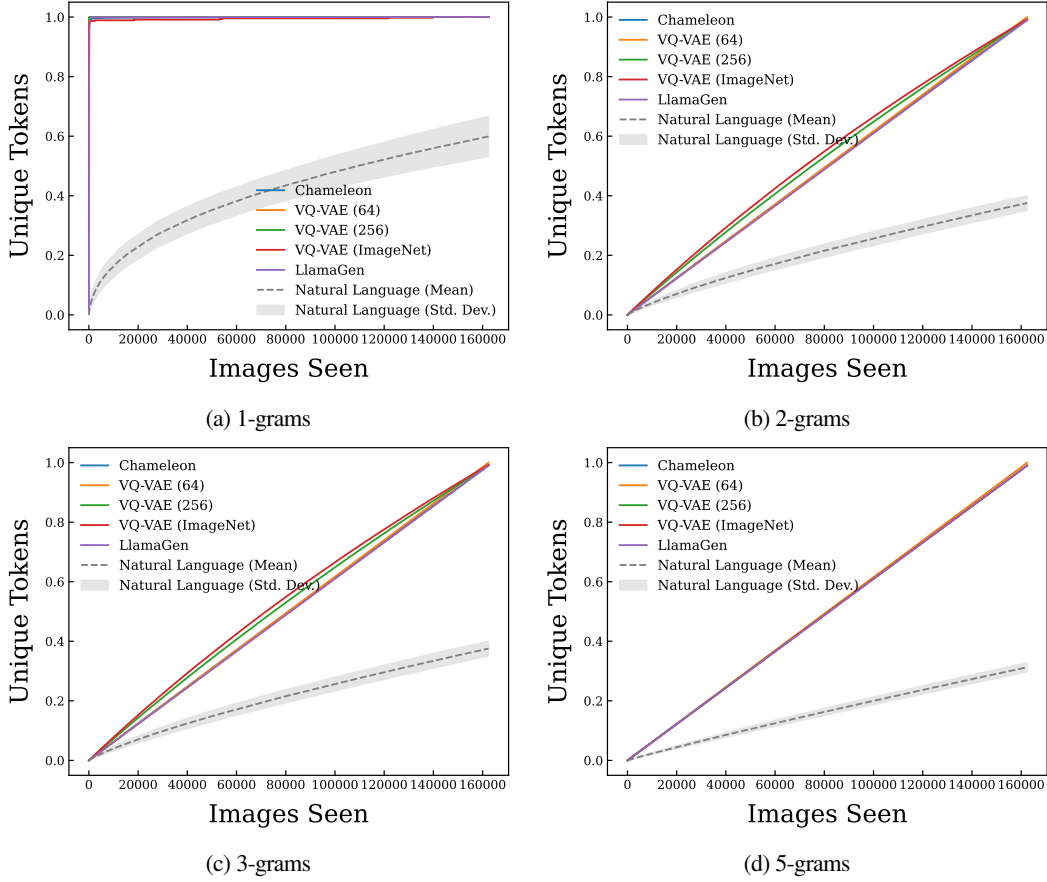 1.0
0.8
0.6
0.4
0.2
0.0
Unique Tokens
Chameleon
VQ-VAE (64)
VQ-VAE (256)
VQ-VAE (ImageNet)
LlamaGen
Natural Language (Mean)
Natural Language (Std. Dev.)
0 20000 40000 60000 80000 100000 120000 140000 160000
Images Seen
(a) 1-grams
1.0
0.8
0.6
0.4
0.2
0.0
Unique Tokens
Chameleon
VQ-VAE (64)
VQ-VAE (256)
VQ-VAE (ImageNet)
LlamaGen
Natural Language (Mean)
Natural Language (Std. Dev.)
0 20000 40000 60000 80000 100000 120000 140000 160000
Images Seen
(b) 2-grams
1.0
0.8
0.6
0.4
0.2
0.0
Unique Tokens
Chameleon
VQ-VAE (64)
VQ-VAE (256)
VQ-VAE (ImageNet)
LlamaGen
Natural Language (Mean)
Natural Language (Std. Dev.)
0 20000 40000 60000 80000 100000 120000 140000 160000
Images Seen
(c) 3-grams
1.0
0.8
0.6
0.4
0.2
0.0
Unique Tokens
Chameleon
VQ-VAE (64)
VQ-VAE (256)
VQ-VAE (ImageNet)
LlamaGen
Natural Language (Mean)
Natural Language (Std. Dev.)
0 20000 40000 60000 80000 100000 120000 140000 160000
Images Seen
(d) 5-grams